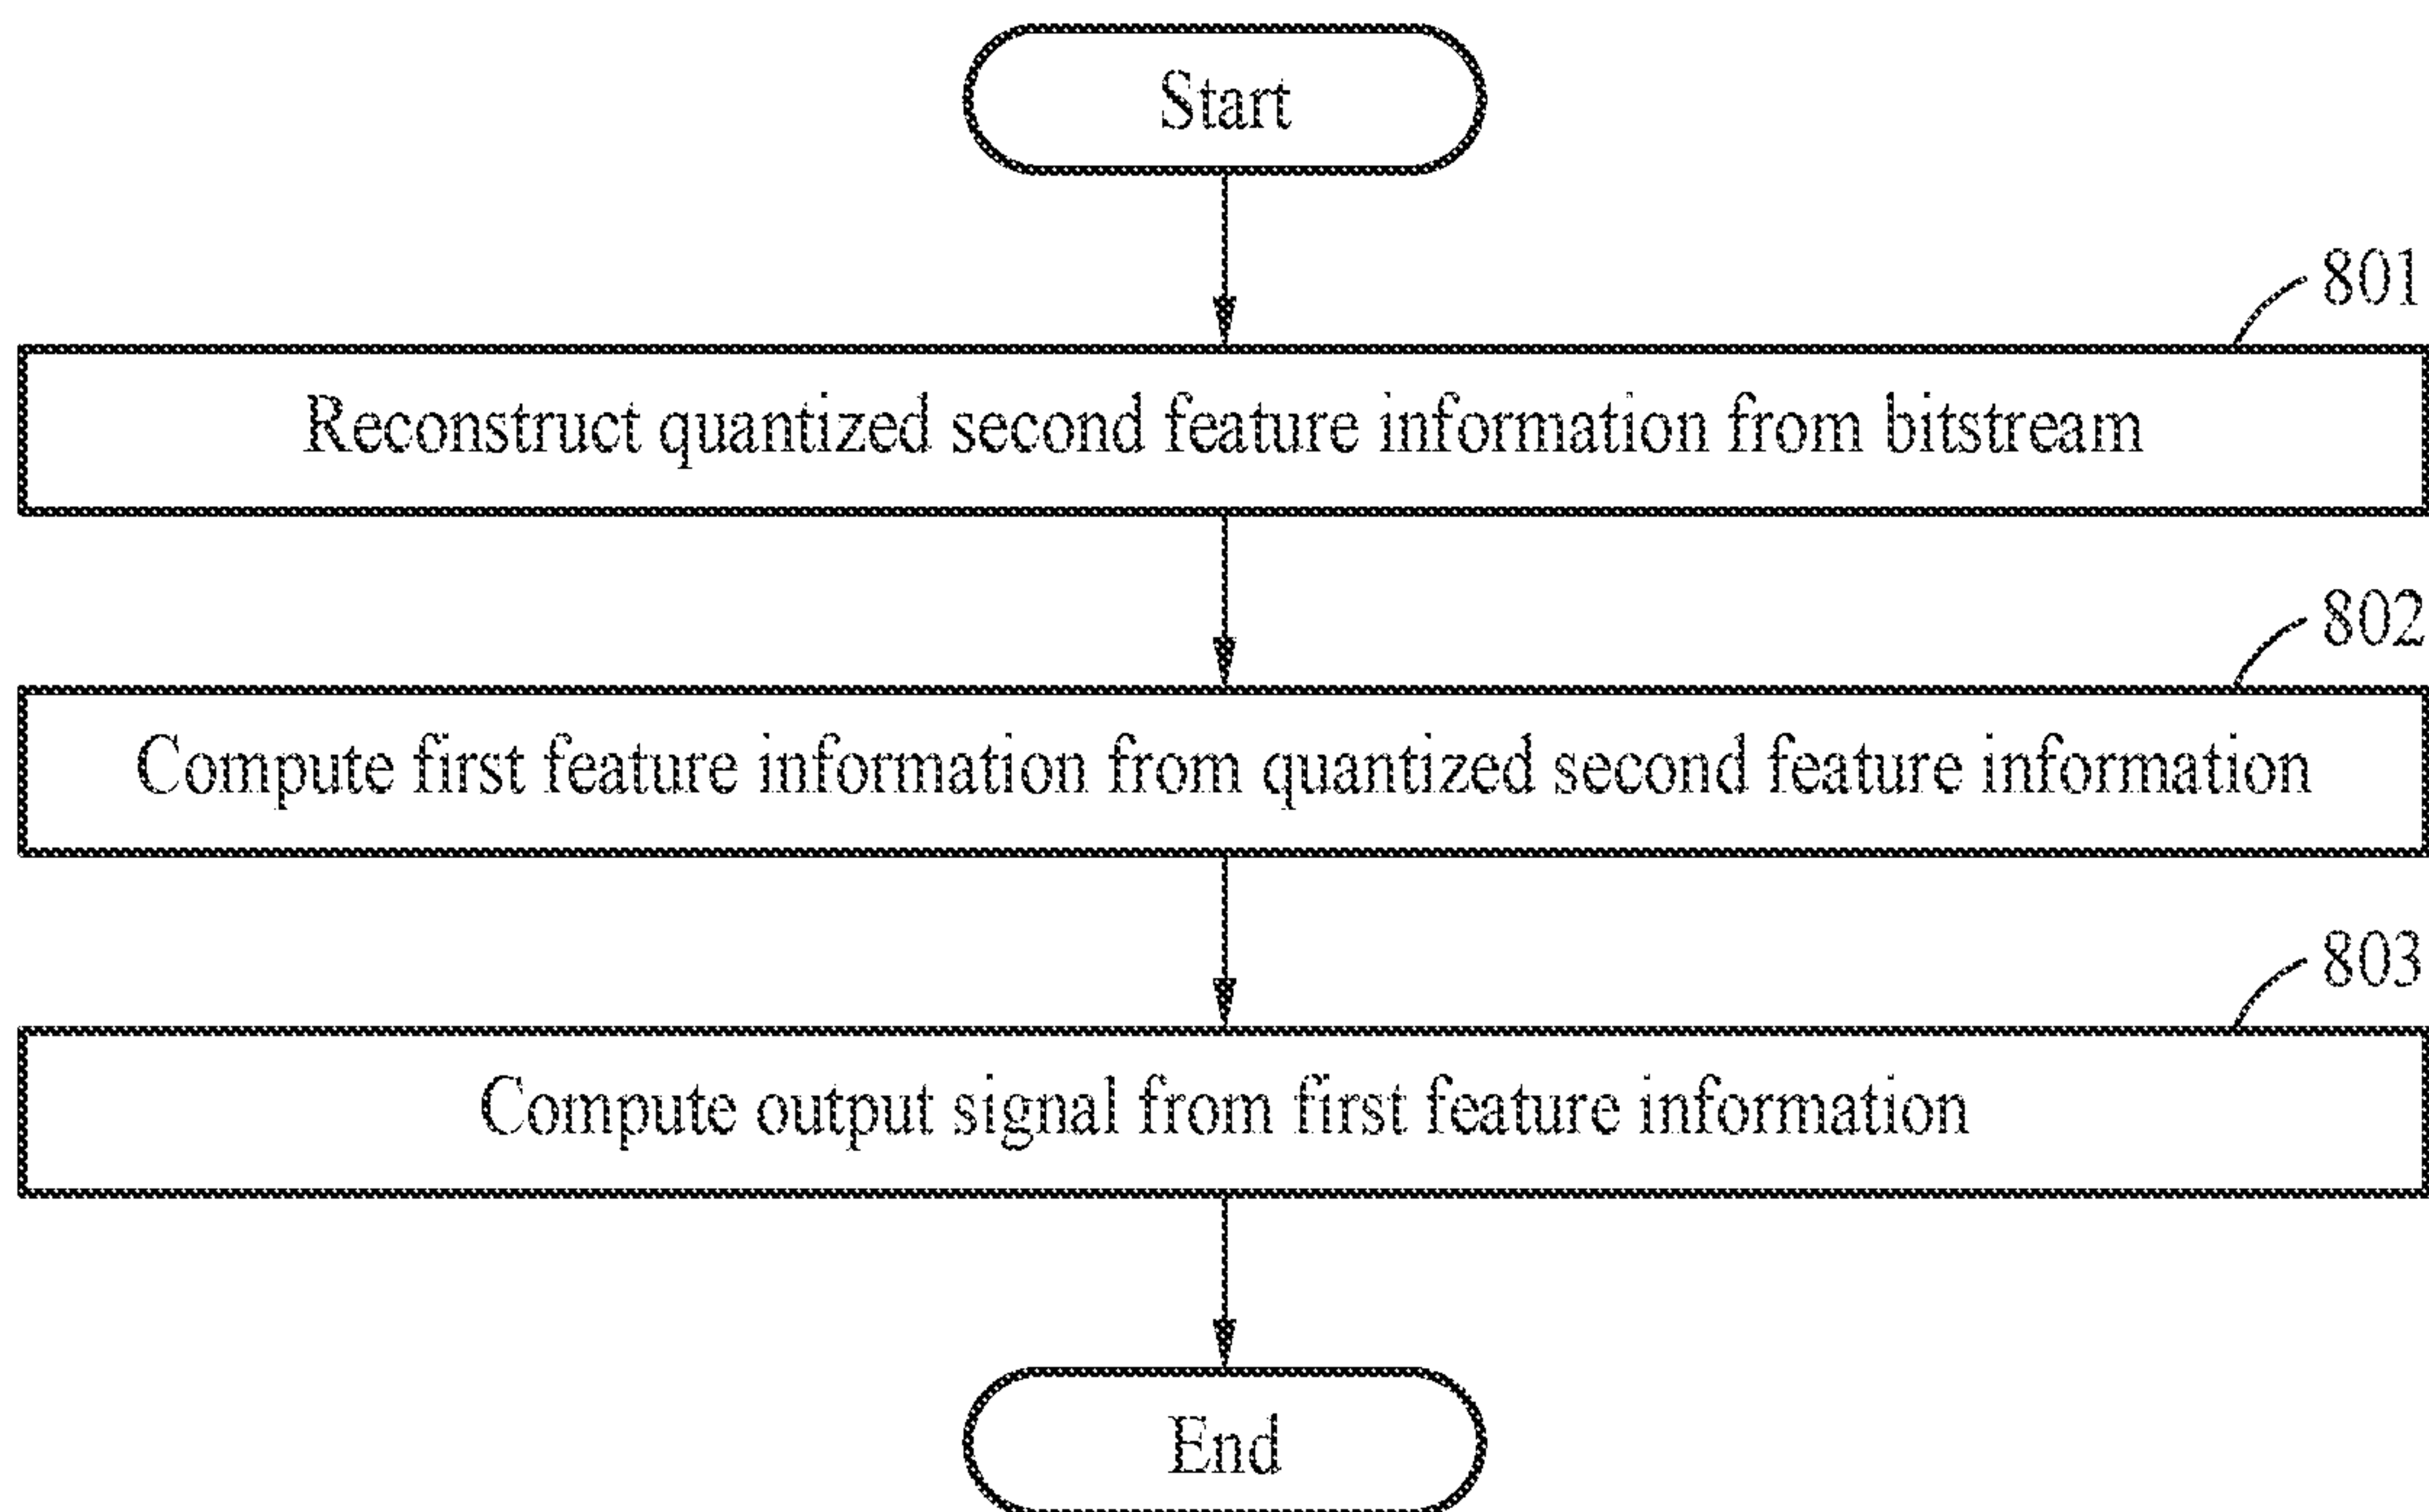 Start
801
Reconstruct quantized second feature information from bitstream
802
Compute first feature information from quantized second feature information
803
Compute output signal from first feature information
End